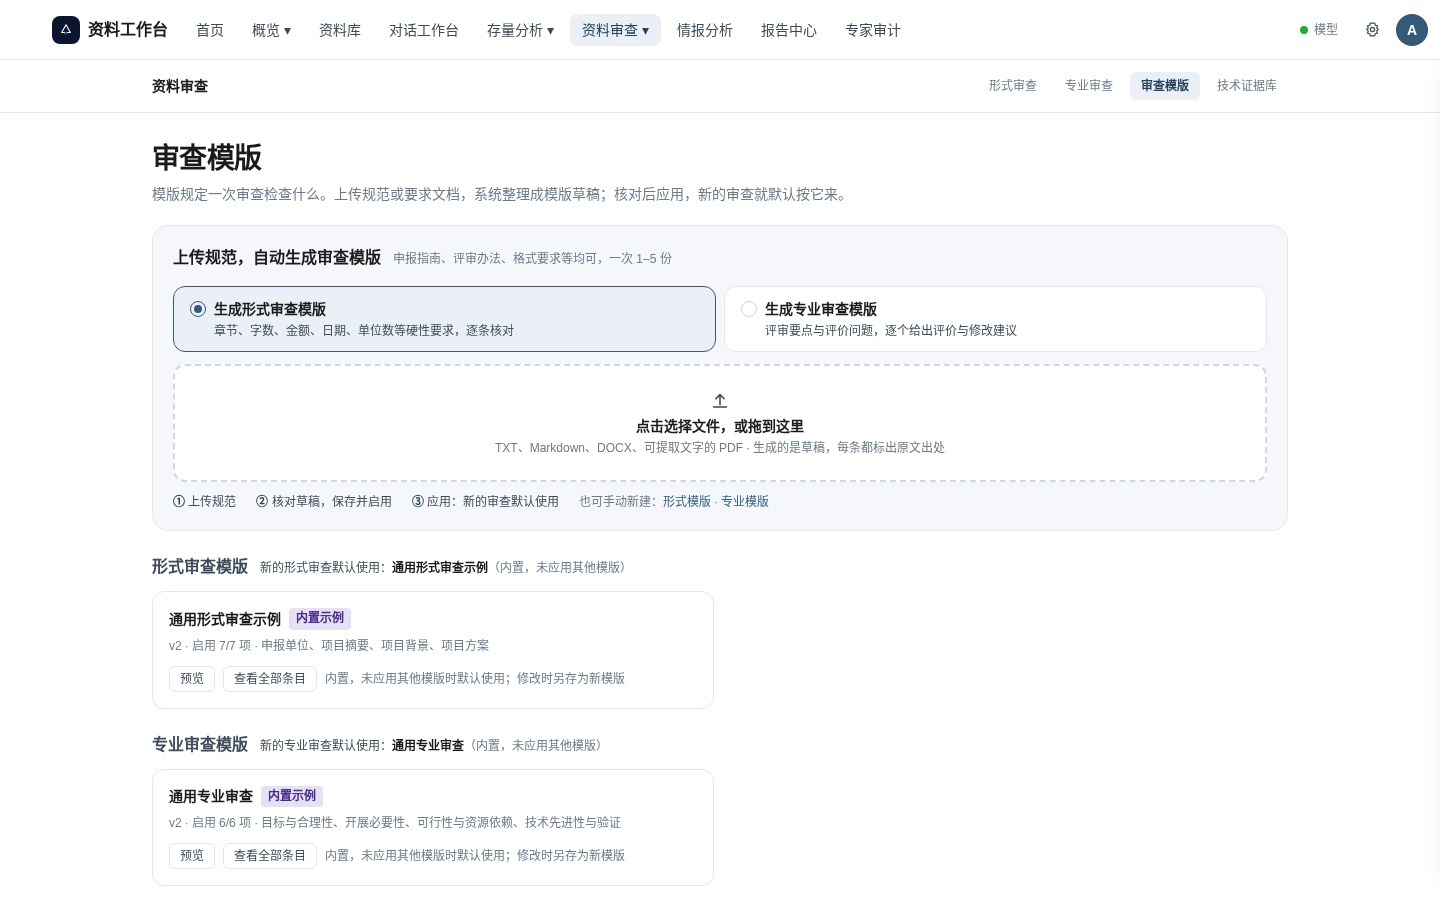 资料工作台 首页 概览 ▾ 资料库 对话工作台 存量分析 ▾ 资料审查 ▾ 情报分析 报告中心 专家审计 模型 A
资料审查 形式审查 专业审查 审查模版 技术证据库
审查模版
模版规定一次审查检查什么。上传规范或要求文档，系统整理成模版草稿；核对后应用，新的审查就默认按它来。
上传规范，自动生成审查模版 申报指南、评审办法、格式要求等均可，一次 1–5 份
生成形式审查模版 生成专业审查模版
章节、字数、金额、日期、单位数等硬性要求，逐条核对 评审要点与评价问题，逐个给出评价与修改建议
点击选择文件，或拖到这里
TXT、Markdown、DOCX、可提取文字的 PDF · 生成的是草稿，每条都标出原文出处
① 上传规范 ② 核对草稿，保存并启用 ③ 应用：新的审查默认使用 也可手动新建：形式模版 · 专业模版
形式审查模版 新的形式审查默认使用：通用形式审查示例（内置，未应用其他模版）
通用形式审查示例 内置示例
v2 · 启用 7/7 项 · 申报单位、项目摘要、项目背景、项目方案
预览 查看全部条目 内置，未应用其他模版时默认使用；修改时另存为新模版
专业审查模版 新的专业审查默认使用：通用专业审查（内置，未应用其他模版）
通用专业审查 内置示例
v2 · 启用 6/6 项 · 目标与合理性、开展必要性、可行性与资源依赖、技术先进性与验证
预览 查看全部条目 内置，未应用其他模版时默认使用；修改时另存为新模版